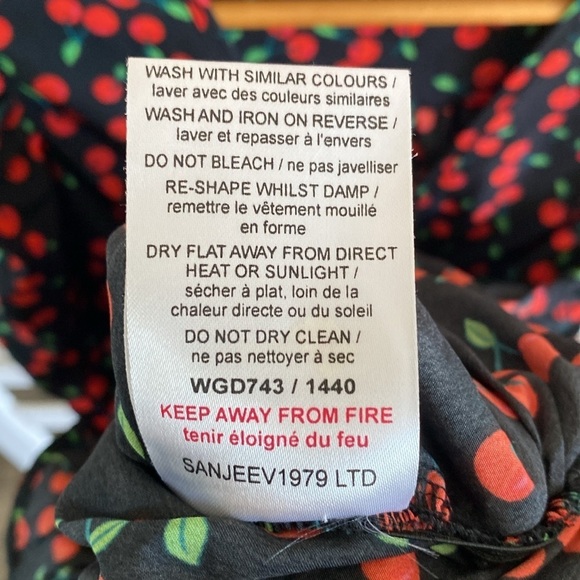 WASH WITH SIMILAR COLOURS /
laver avec des couleurs similaires
WASH AND IRON ON REVERSE /
laver et repasser à l'envers
DO NOT BLEACH / ne pas javelliser
RE-SHAPE WHILST DAMP /
remettre le vêtement mouillé
en forme
DRY FLAT AWAY FROM DIRECT
HEAT OR SUNLIGHT /
sécher à plat, loin de la
chaleur directe ou du soleil
DO NOT DRY CLEAN /
ne pas nettoyer à sec
WGD743 / 1440
KEEP AWAY FROM FIRE
tenir éloigné du feu
SANJEEV1979 LTD